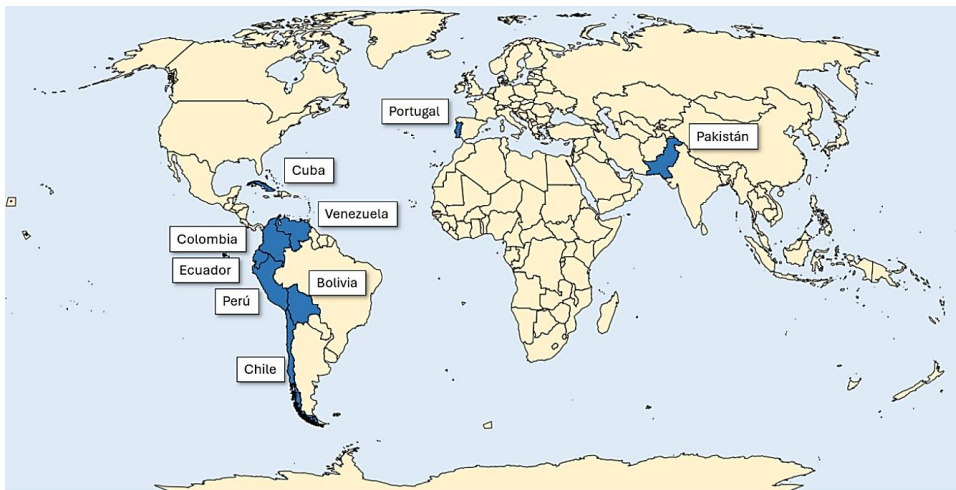 Portugal
Pakistán
Cuba
Venezuela
Colombia
Ecuador
Bolivia
Perú
Chile